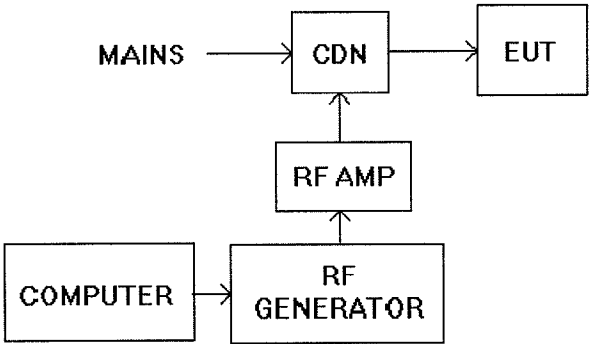 MAINS
CDN
EUT
RF AMP
COMPUTER
RF
GENERATOR